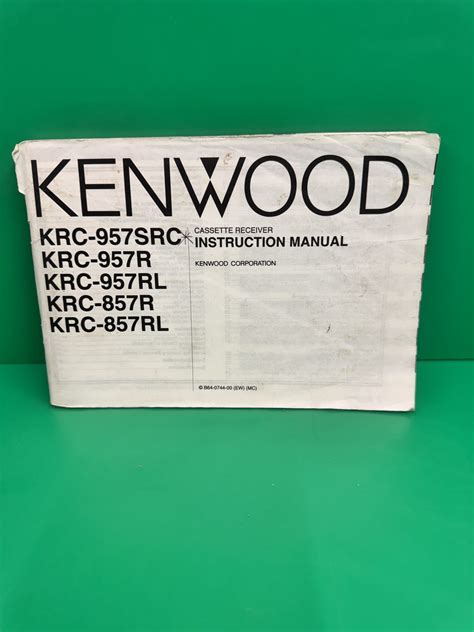 KENWOOD
KRC-957SRC*
KRC-957R
KRC-957RL
KRC-857R
KRC-857RL
CASSETTE RECEIVER
INSTRUCTION MANUAL
KENWOOD CORPORATION
© B64-0744-00 (EW) (MC)